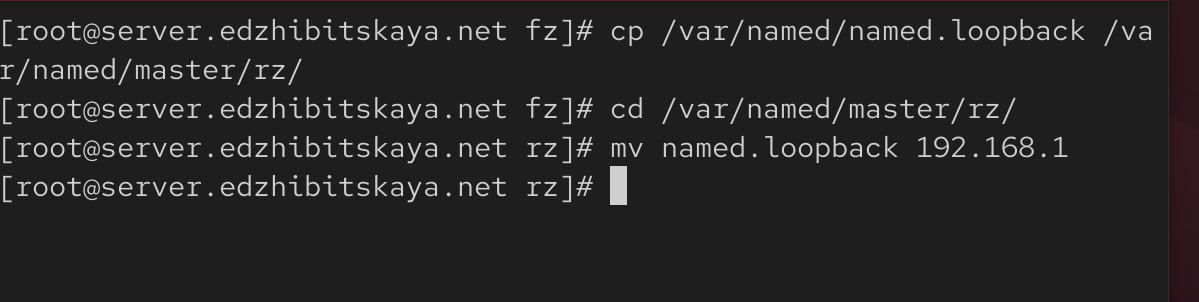 [root@server.edzhibitskaya.net fz]# cp /var/named/named.loopback /va
r/named/master/rz/
[root@server.edzhibitskaya.net fz]# cd /var/named/master/rz/
[root@server.edzhibitskaya.net rz]# mv named.loopback 192.168.1
[root@server.edzhibitskaya.net rz]#